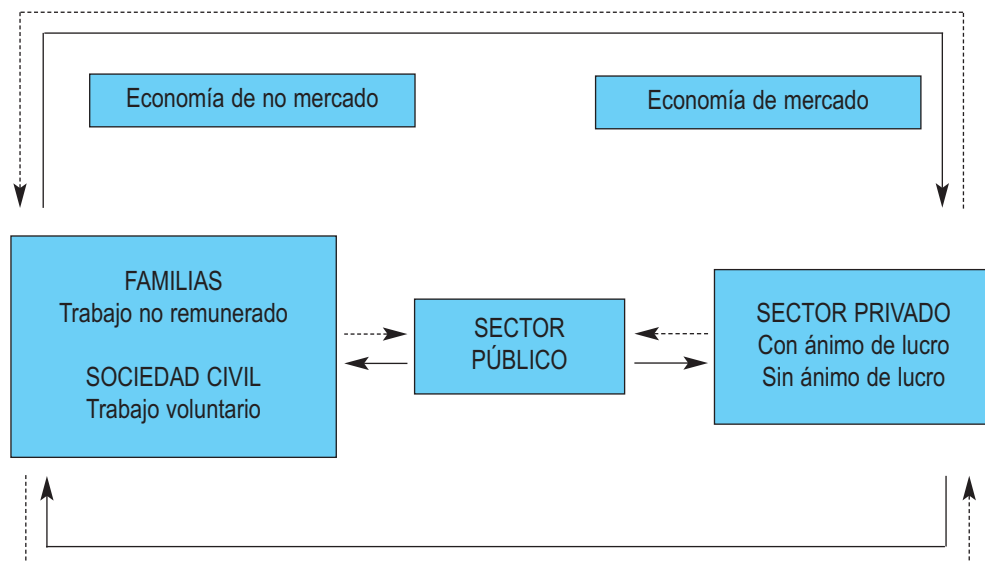 Economía de no mercado
Economía de mercado
FAMILIAS
Trabajo no remunerado
SOCIEDAD CIVIL
Trabajo voluntario
SECTOR
PÚBLICO
SECTOR PRIVADO
Con ánimo de lucro
Sin ánimo de lucro